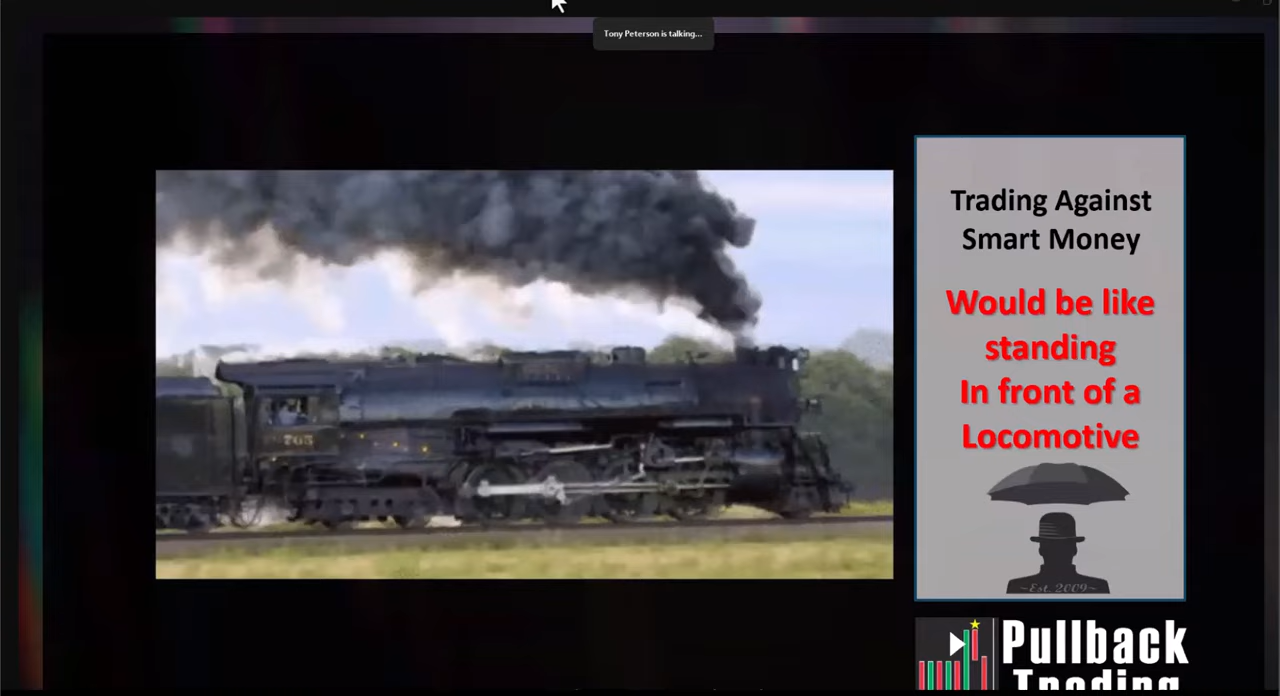 Tony Peterson is talking...
Trading Against
Smart Money
Would be like
standing
In front of a
Locomotive
765
~Est. 2009~
Pullback
Trading